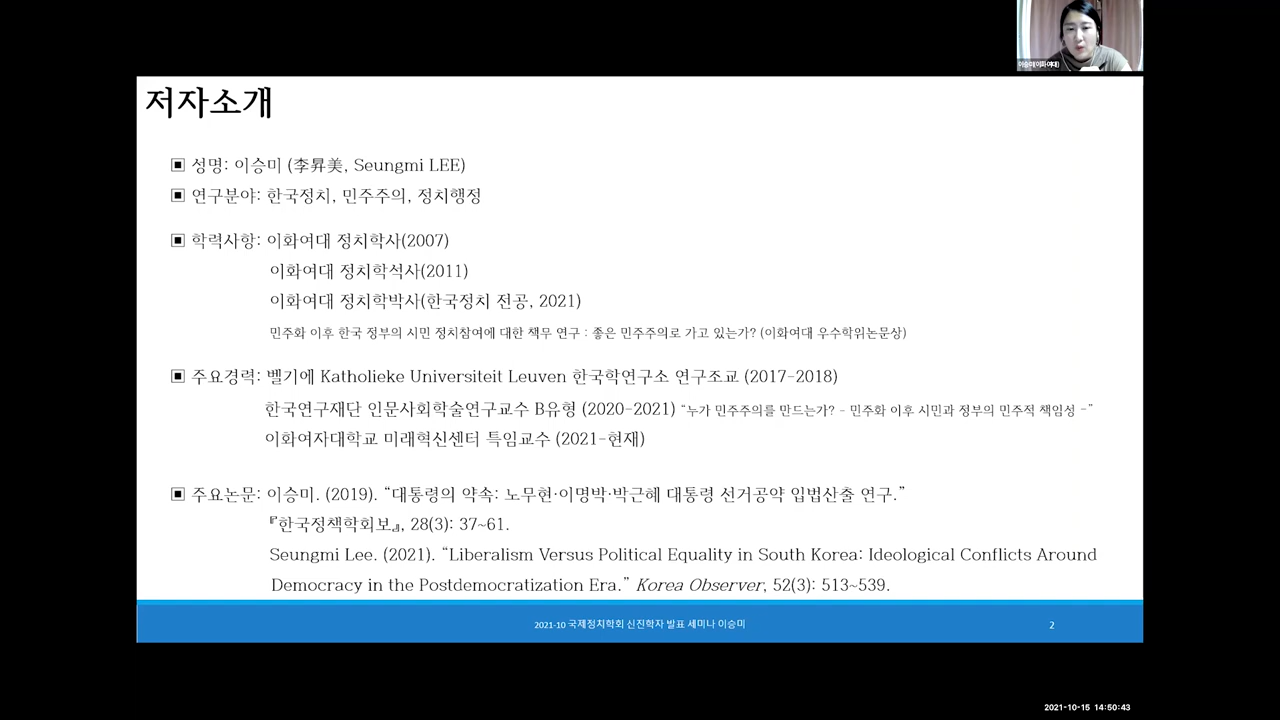 이승미(이화여대)
저자소개
▣ 성명: 이승미 (李昇美, Seungmi LEE)
▣ 연구분야: 한국정치, 민주주의, 정치행정
▣ 학력사항: 이화여대 정치학사(2007)
이화여대 정치학석사(2011)
이화여대 정치학박사(한국정치 전공, 2021)
민주화 이후 한국 정부의 시민 정치참여에 대한 책무 연구 : 좋은 민주주의로 가고 있는가? (이화여대 우수학위논문상)
▣ 주요경력: 벨기에 Katholieke Universiteit Leuven 한국학연구소 연구조교 (2017-2018)
한국연구재단 인문사회학술연구교수 B유형 (2020-2021) “누가 민주주의를 만드는가? - 민주화 이후 시민과 정부의 민주적 책임성 -”
이화여자대학교 미래혁신센터 특임교수 (2021-현재)
▣ 주요논문: 이승미. (2019). “대통령의 약속: 노무현·이명박·박근혜 대통령 선거공약 입법산출 연구.”
『한국정책학회보』, 28(3): 37~61.
Seungmi Lee. (2021). “Liberalism Versus Political Equality in South Korea: Ideological Conflicts Around
Democracy in the Postdemocratization Era.” Korea Observer, 52(3): 513~539.
2021-10 국제정치학회 신진학자 발표 세미나 이승미
2
2021-10-15 14:50:43